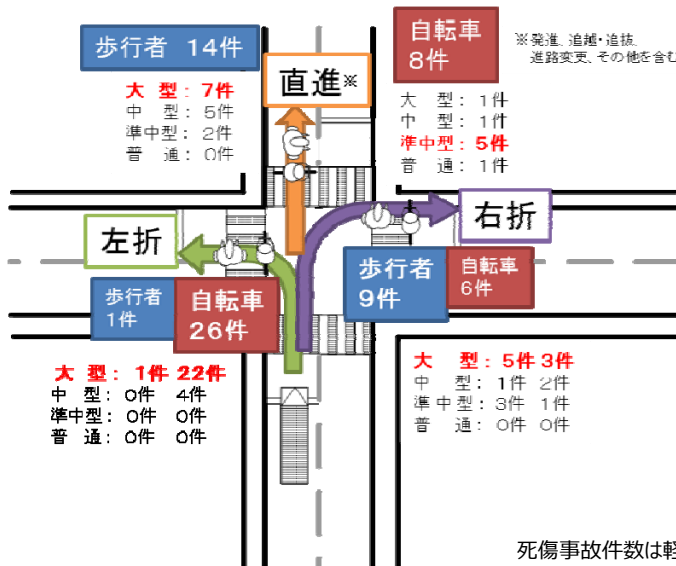 歩行者 14件
大型：7件
中型：5件
準中型：2件
普通：0件
直進※
自転車
8件
※発進、追越・追抜、
進路変更、その他を含む
大型：1件
中型：1件
準中型：5件
普通：1件
左折
右折
歩行者
1件
自転車
26件
歩行者
9件
自転車
6件
大型：1件 22件
中型：0件 4件
準中型：0件 0件
普通：0件 0件
大型：5件 3件
中型：1件 2件
準中型：3件 1件
普通：0件 0件
死傷事故件数は軽